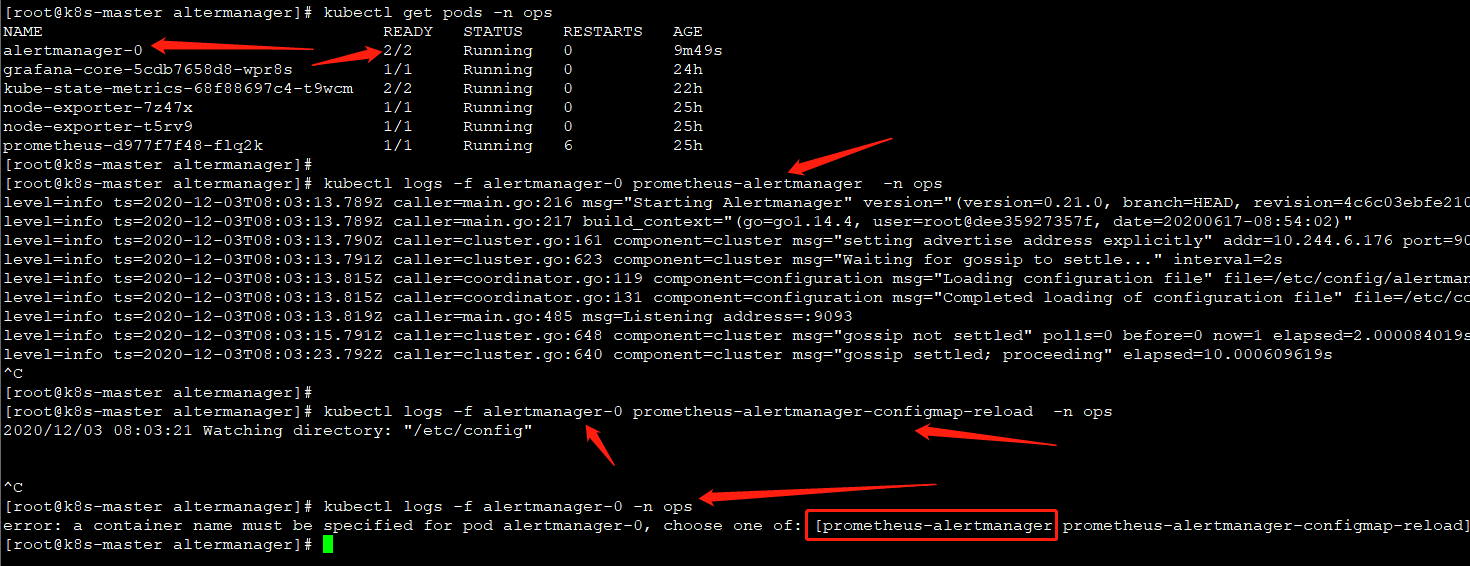 [root@k8s-master altermanager]# kubectl get pods -n ops
NAME READY STATUS RESTARTS AGE
alertmanager-0 2/2 Running 0 9m49s
grafana-core-5cdb7658d8-wpr8s 1/1 Running 0 24h
kube-state-metrics-68f88697c4-t9wcm 2/2 Running 0 22h
node-exporter-7z47x 1/1 Running 0 25h
node-exporter-t5rv9 1/1 Running 0 25h
prometheus-d977f7f48-flq2k 1/1 Running 6 25h
[root@k8s-master altermanager]#
[root@k8s-master altermanager]# kubectl logs -f alertmanager-0 prometheus-alertmanager -n ops
level=info ts=2020-12-03T08:03:13.789Z caller=main.go:216 msg="Starting Alertmanager" version="(version=0.21.0, branch=HEAD, revision=4c6c03ebfe210
level=info ts=2020-12-03T08:03:13.789Z caller=main.go:217 build_context="(go=go1.14.4, user=root@dee35927357f, date=20200617-08:54:02)"
level=info ts=2020-12-03T08:03:13.790Z caller=cluster.go:161 component=cluster msg="setting advertise address explicitly" addr=10.244.6.176 port=90
level=info ts=2020-12-03T08:03:13.791Z caller=cluster.go:623 component=cluster msg="Waiting for gossip to settle..." interval=2s
level=info ts=2020-12-03T08:03:13.815Z caller=coordinator.go:119 component=configuration msg="Loading configuration file" file=/etc/config/alertman
level=info ts=2020-12-03T08:03:13.815Z caller=coordinator.go:131 component=configuration msg="Completed loading of configuration file" file=/etc/co
level=info ts=2020-12-03T08:03:13.819Z caller=main.go:485 msg=Listening address=:9093
level=info ts=2020-12-03T08:03:15.791Z caller=cluster.go:648 component=cluster msg="gossip not settled" polls=0 before=0 now=1 elapsed=2.000084019s
level=info ts=2020-12-03T08:03:23.792Z caller=cluster.go:640 component=cluster msg="gossip settled; proceeding" elapsed=10.000609619s
^C
[root@k8s-master altermanager]#
[root@k8s-master altermanager]# kubectl logs -f alertmanager-0 prometheus-alertmanager-configmap-reload -n ops
2020/12/03 08:03:21 Watching directory: "/etc/config"
^C
[root@k8s-master altermanager]# kubectl logs -f alertmanager-0 -n ops
error: a container name must be specified for pod alertmanager-0, choose one of: [prometheus-alertmanager prometheus-alertmanager-configmap-reload]
[root@k8s-master altermanager]#